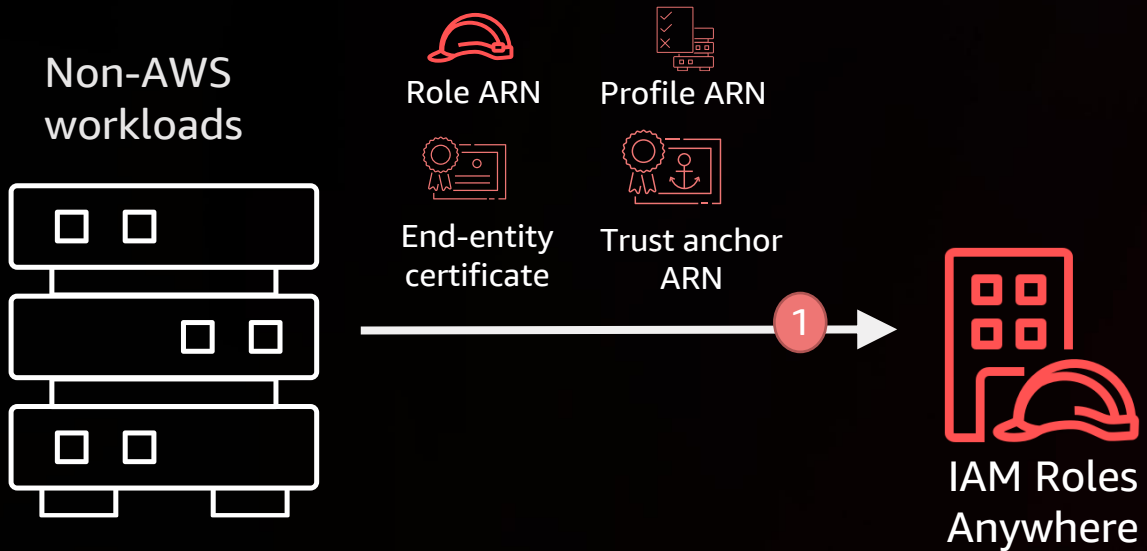 Non-AWS
workloads
Role ARN
Profile ARN
End-entity
certificate
Trust anchor
ARN
1
IAM Roles
Anywhere